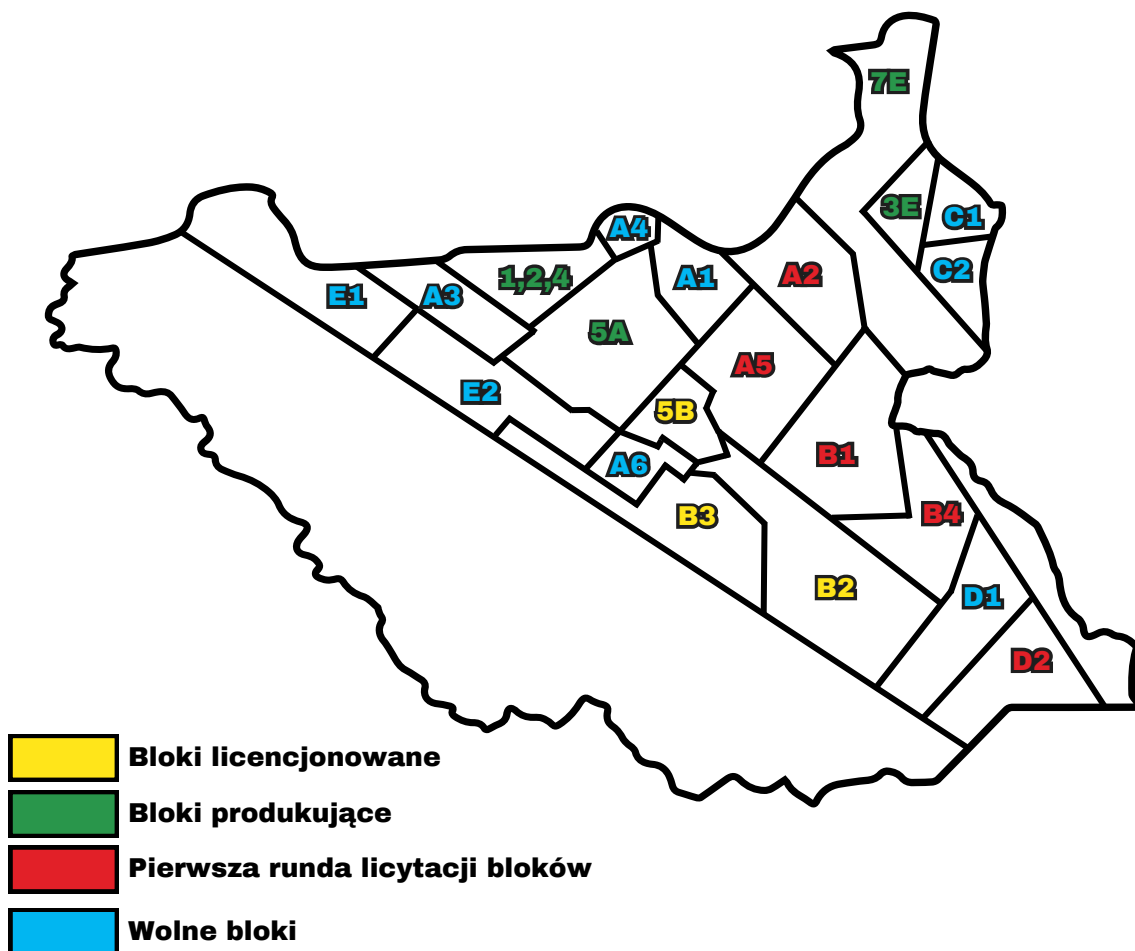 7E
3E
C1
A4
C2
1,2,4
A1
A2
E1
A3
5A
A5
E2
5B
B1
A6
B3
B4
B2
D1
D2
Bloki licencjonowane
Bloki produkujące
Pierwsza runda licytacji bloków
Wolne bloki